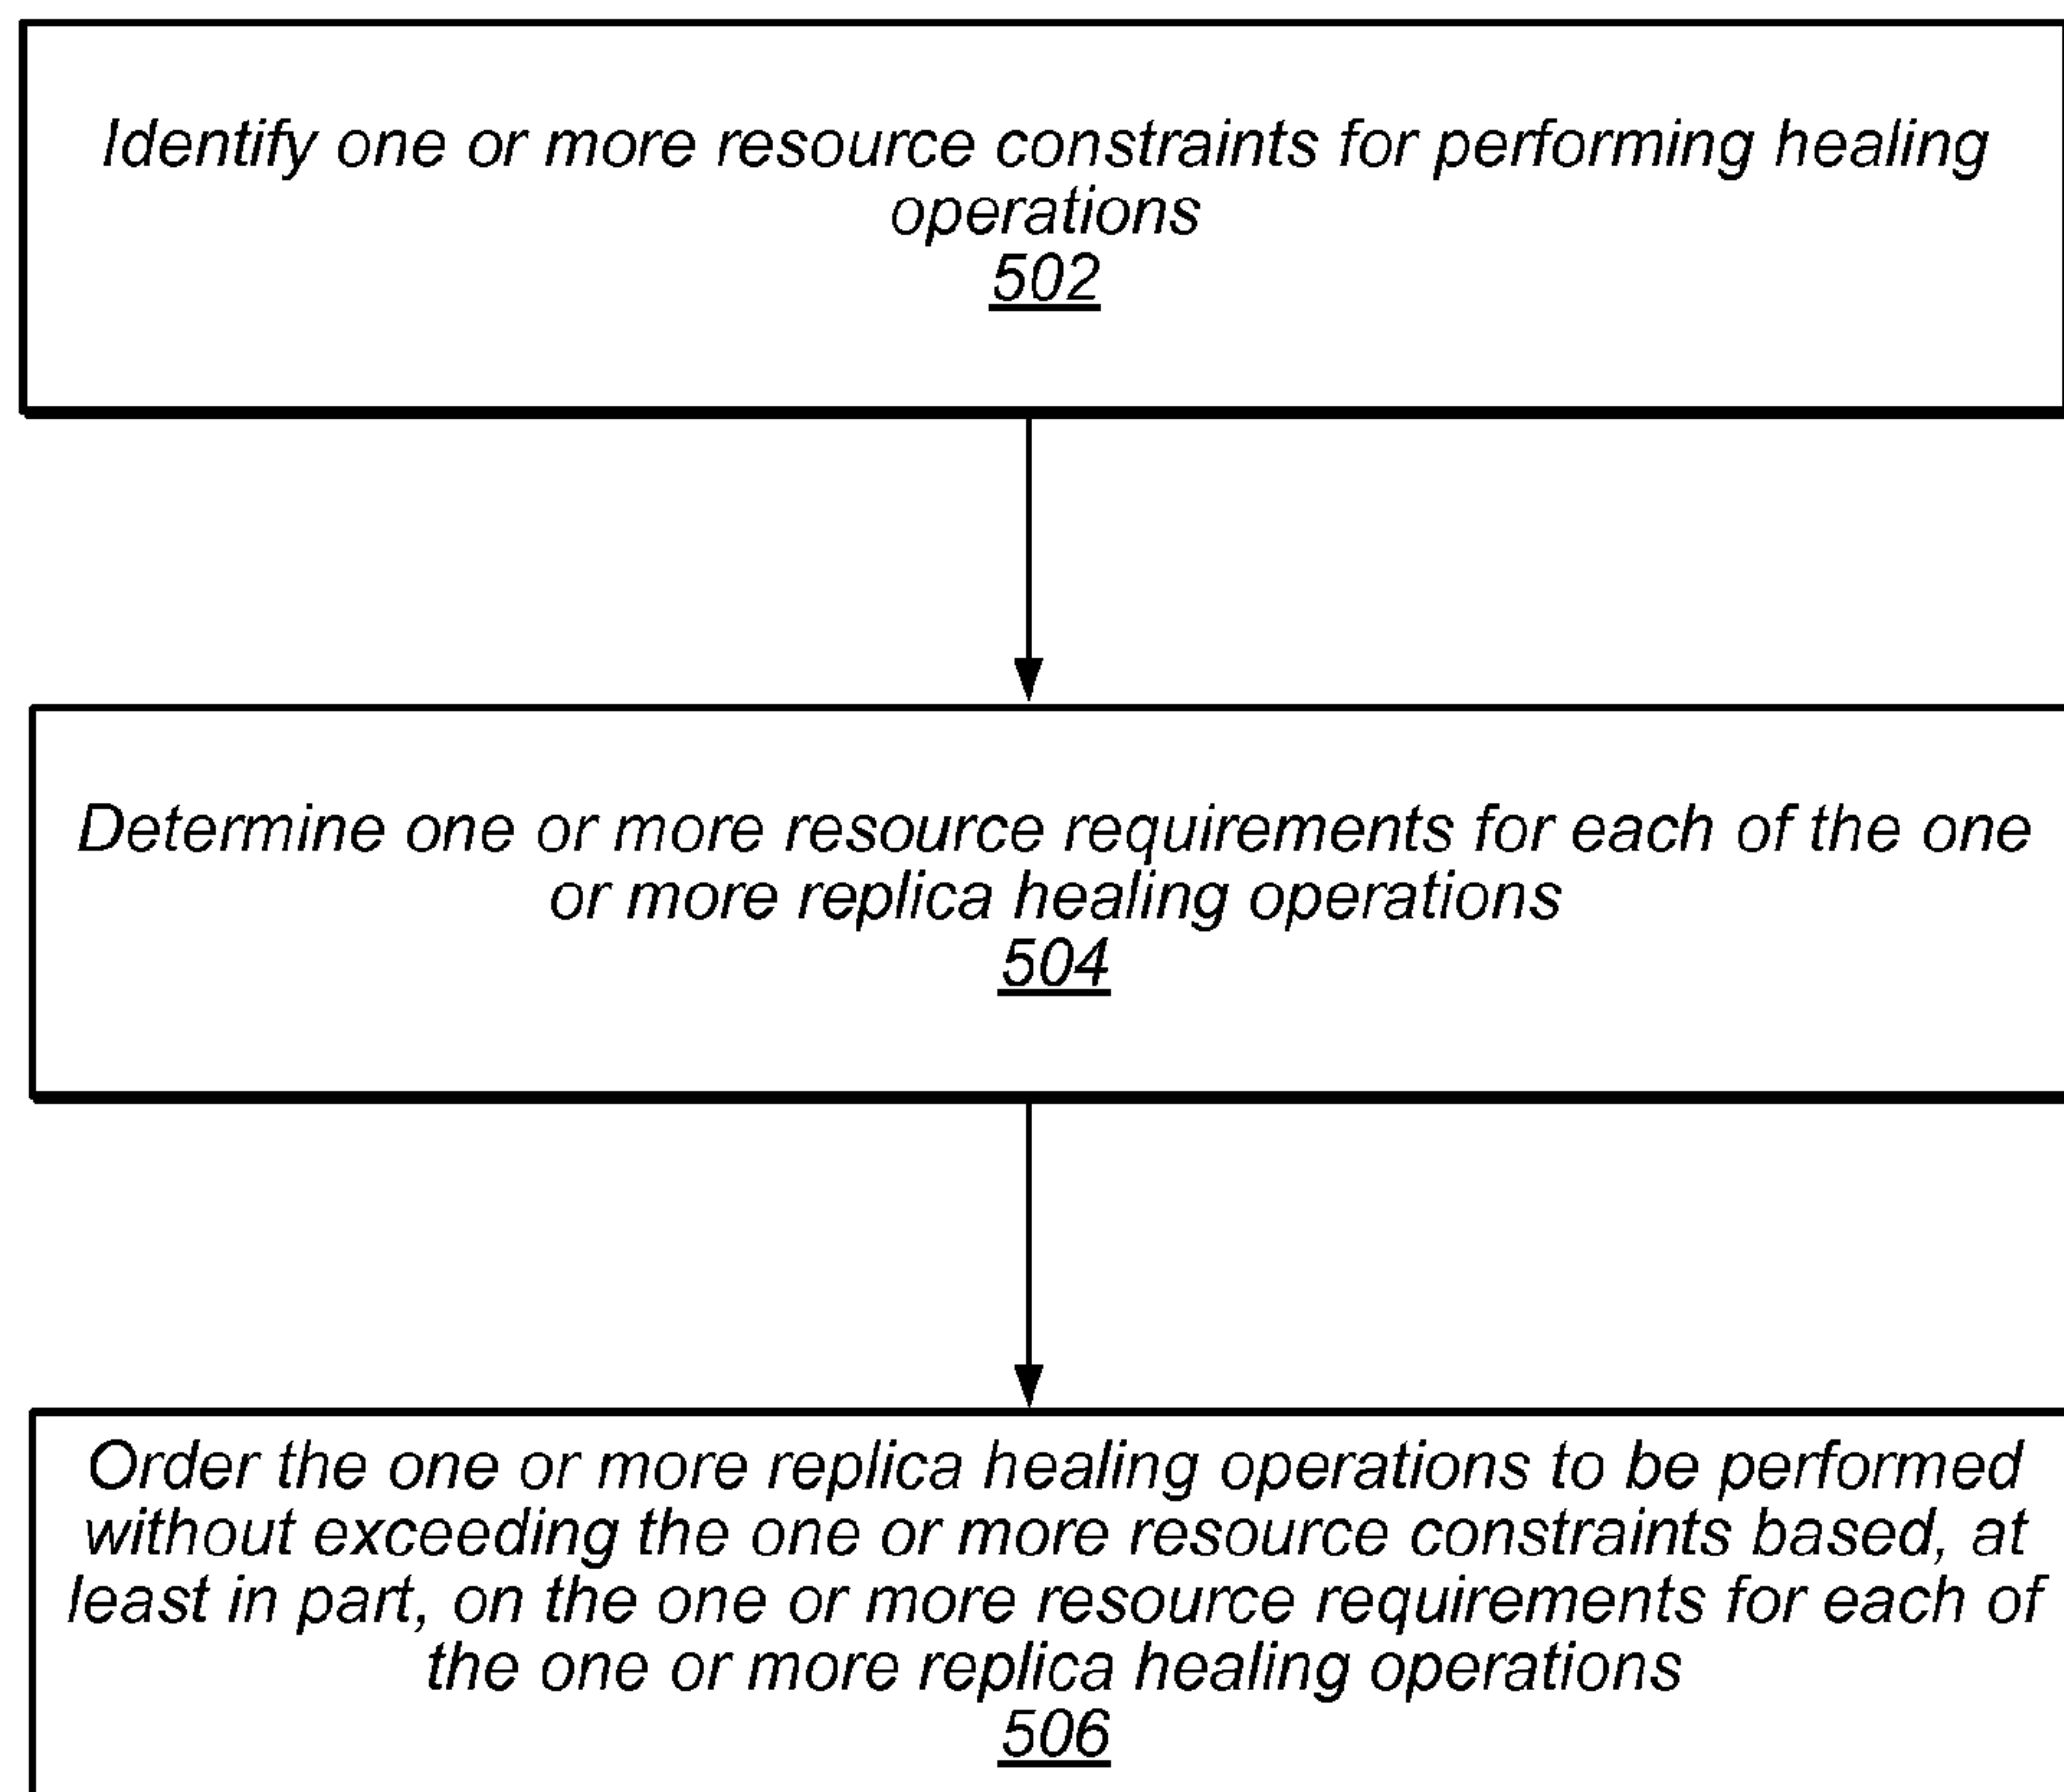 Identify one or more resource constraints for performing healing
operations
502
Determine one or more resource requirements for each of the one
or more replica healing operations
504
Order the one or more replica healing operations to be performed
without exceeding the one or more resource constraints based, at
least in part, on the one or more resource requirements for each of
the one or more replica healing operations
506